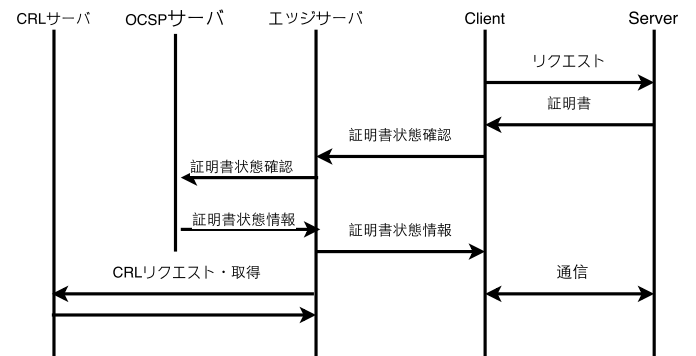 CRLサーバ
OCSPサーバ
エッジサーバ
Client
Server
リクエスト
証明書
証明書状態確認
証明書状態確認
証明書状態情報
証明書状態情報
CRLリクエスト・取得
通信